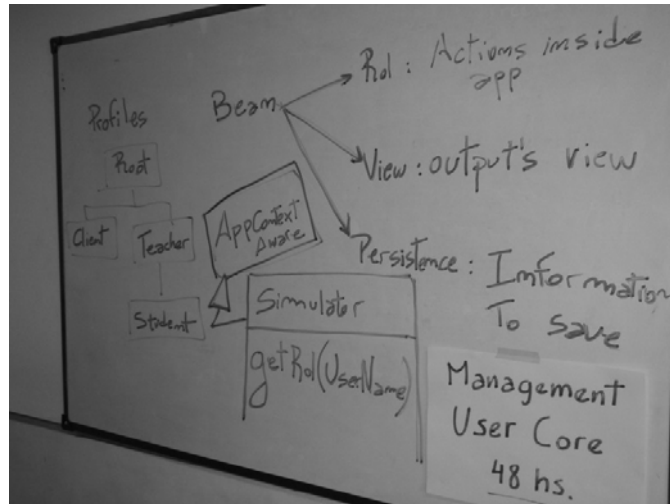 Profiles
Root
Client
Teacher
Student
AppContext
Aware
Beam
Rol: Actions inside
app
View: output's view
Persistence: Information
To save
Simulator
getRol(UserName)
Management
User Core
48 hs.